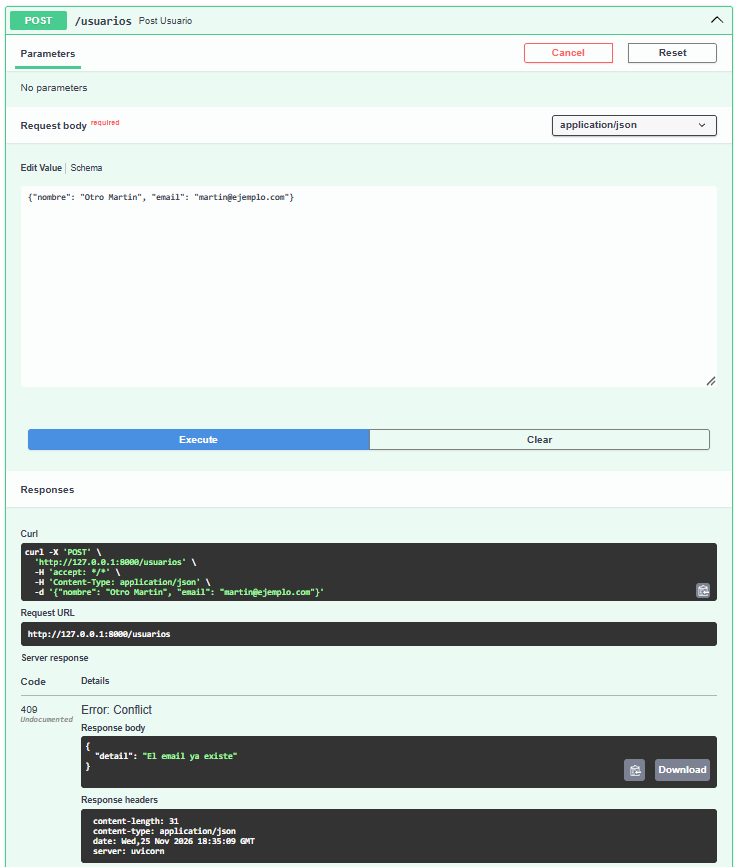 POST /usuarios Post Usuario
Parameters
Cancel
Reset
No parameters
Request body required
application/json
Edit Value | Schema
{"nombre": "Otro Martin", "email": "martin@ejemplo.com"}
Execute
Clear
Responses
Curl
curl -X 'POST' \
  'http://127.0.0.1:8000/usuarios' \
  -H 'accept: */*' \
  -H 'Content-Type: application/json' \
  -d '{"nombre": "Otro Martin", "email": "martin@ejemplo.com"}'
Request URL
http://127.0.0.1:8000/usuarios
Server response
Code Details
409 Error: Conflict
Undocumented
Response body
{
  "detail": "El email ya existe"
}
Download
Response headers
content-length: 31
content-type: application/json
date: Wed,25 Nov 2026 18:35:09 GMT
server: uvicorn